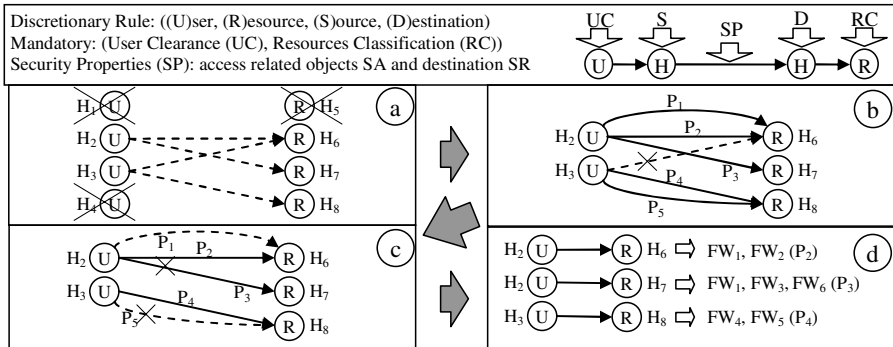 Discretionary Rule: ((U)ser, (R)esource, (S)ource, (D)estination)
Mandatory: (User Clearance (UC), Resources Classification (RC))
Security Properties (SP): access related objects SA and destination SR
UC S SP D RC
U H H R
a
H1 U R H5
H2 U R H6
H3 U R H7
H4 U R H8
b
P1
H2 U P2 R H6
H3 U P3 R H7
P4
P5 R H8
c
P1 P2
H2 U R H6
H3 U P4 P3 R H7
P5 R H8
d
H2 U R H6 FW1, FW2 (P2)
H2 U R H7 FW1, FW3, FW6 (P3)
H3 U R H8 FW4, FW5 (P4)